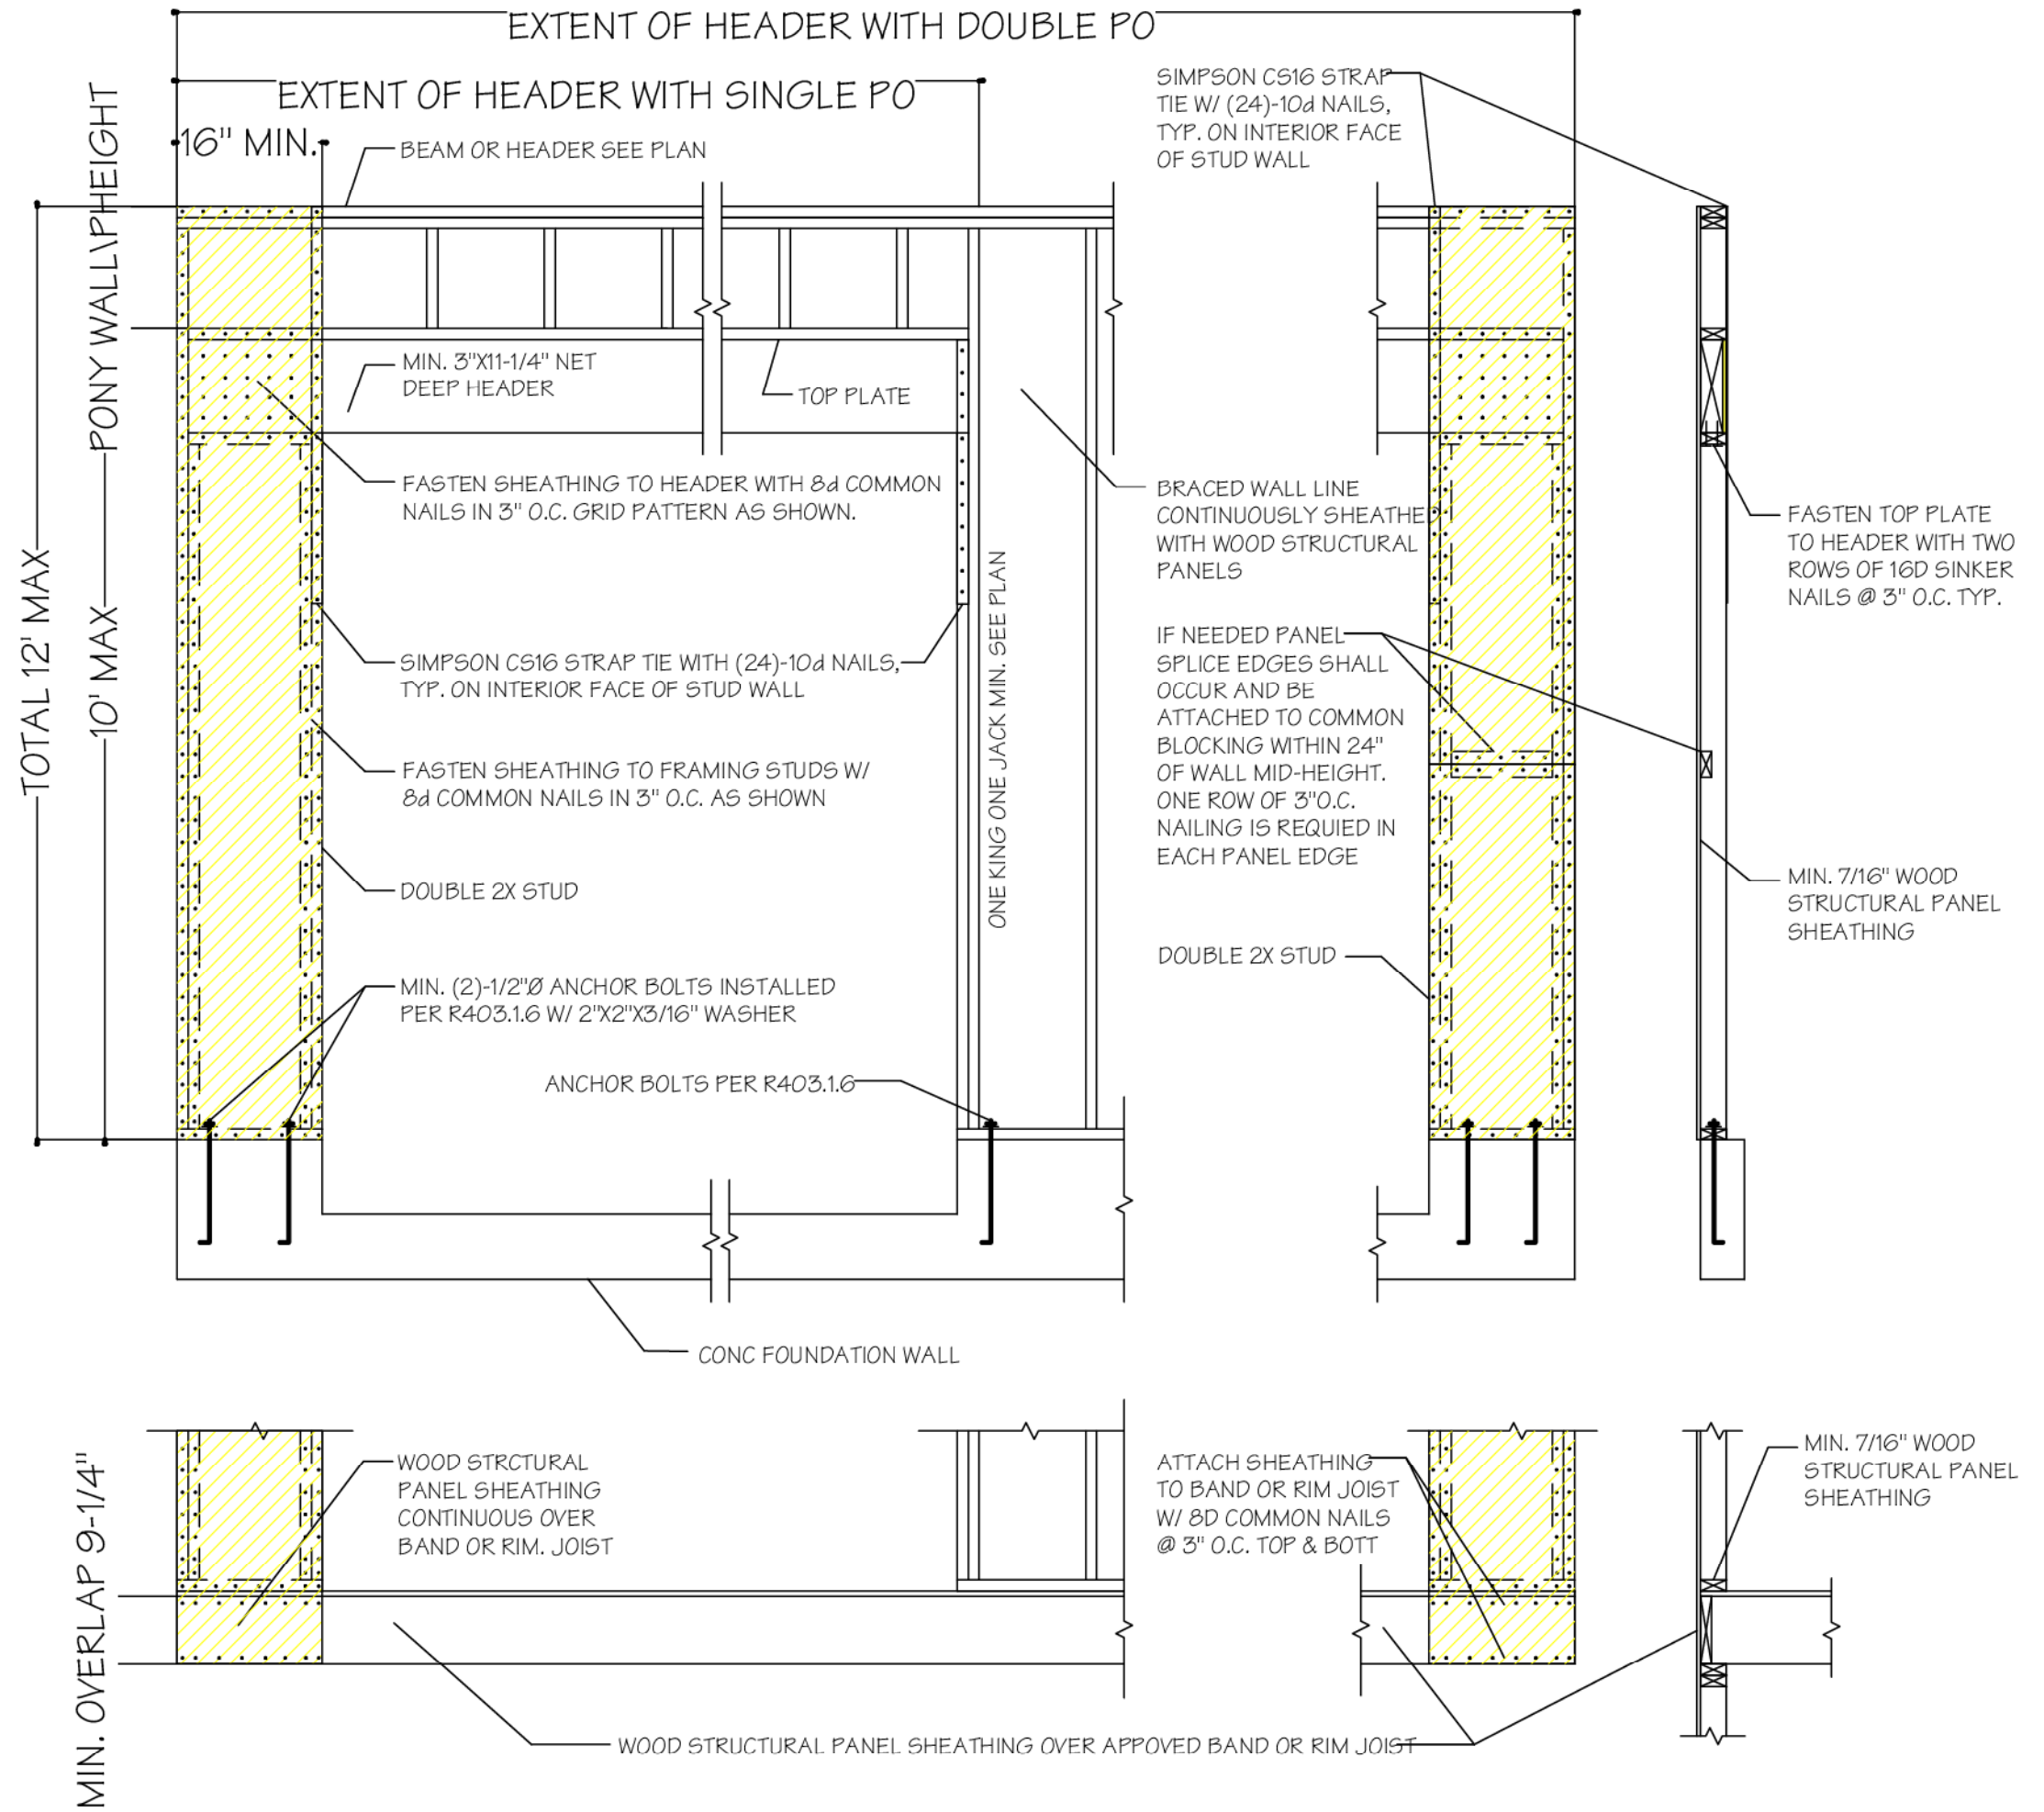 EXTENT OF HEADER WITH DOUBLE PO
EXTENT OF HEADER WITH SINGLE PO
16" MIN.
BEAM OR HEADER SEE PLAN
SIMPSON CS16 STRAP
TIE W/ (24)-10d NAILS,
TYP. ON INTERIOR FACE
OF STUD WALL
PONY WALL HEIGHT
TOTAL 12' MAX
10' MAX
MIN. 3"X11-1/4" NET
DEEP HEADER
TOP PLATE
FASTEN SHEATHING TO HEADER WITH 8d COMMON
NAILS IN 3" O.C. GRID PATTERN AS SHOWN.
BRACED WALL LINE
CONTINUOUSLY SHEATHED
WITH WOOD STRUCTURAL
PANELS
FASTEN TOP PLATE
TO HEADER WITH TWO
ROWS OF 16D SINKER
NAILS @ 3" O.C. TYP.
ONE KING ONE JACK MIN. SEE PLAN
SIMPSON CS16 STRAP TIE WITH (24)-10d NAILS,
TYP. ON INTERIOR FACE OF STUD WALL
IF NEEDED PANEL
SPLICE EDGES SHALL
OCCUR AND BE
ATTACHED TO COMMON
BLOCKING WITHIN 24"
OF WALL MID-HEIGHT.
ONE ROW OF 3"O.C.
NAILING IS REQUIED IN
EACH PANEL EDGE
FASTEN SHEATHING TO FRAMING STUDS W/
8d COMMON NAILS IN 3" O.C. AS SHOWN
DOUBLE 2X STUD
MIN. 7/16" WOOD
STRUCTURAL PANEL
SHEATHING
DOUBLE 2X STUD
MIN. (2)-1/2"Ø ANCHOR BOLTS INSTALLED
PER R403.1.6 W/ 2"X2"X3/16" WASHER
ANCHOR BOLTS PER R403.1.6
CONC FOUNDATION WALL
MIN. OVERLAP 9-1/4"
WOOD STRCTURAL
PANEL SHEATHING
CONTINUOUS OVER
BAND OR RIM. JOIST
ATTACH SHEATHING
TO BAND OR RIM JOIST
W/ 8D COMMON NAILS
@ 3" O.C. TOP & BOTT
MIN. 7/16" WOOD
STRUCTURAL PANEL
SHEATHING
WOOD STRUCTURAL PANEL SHEATHING OVER APPOVED BAND OR RIM JOIST